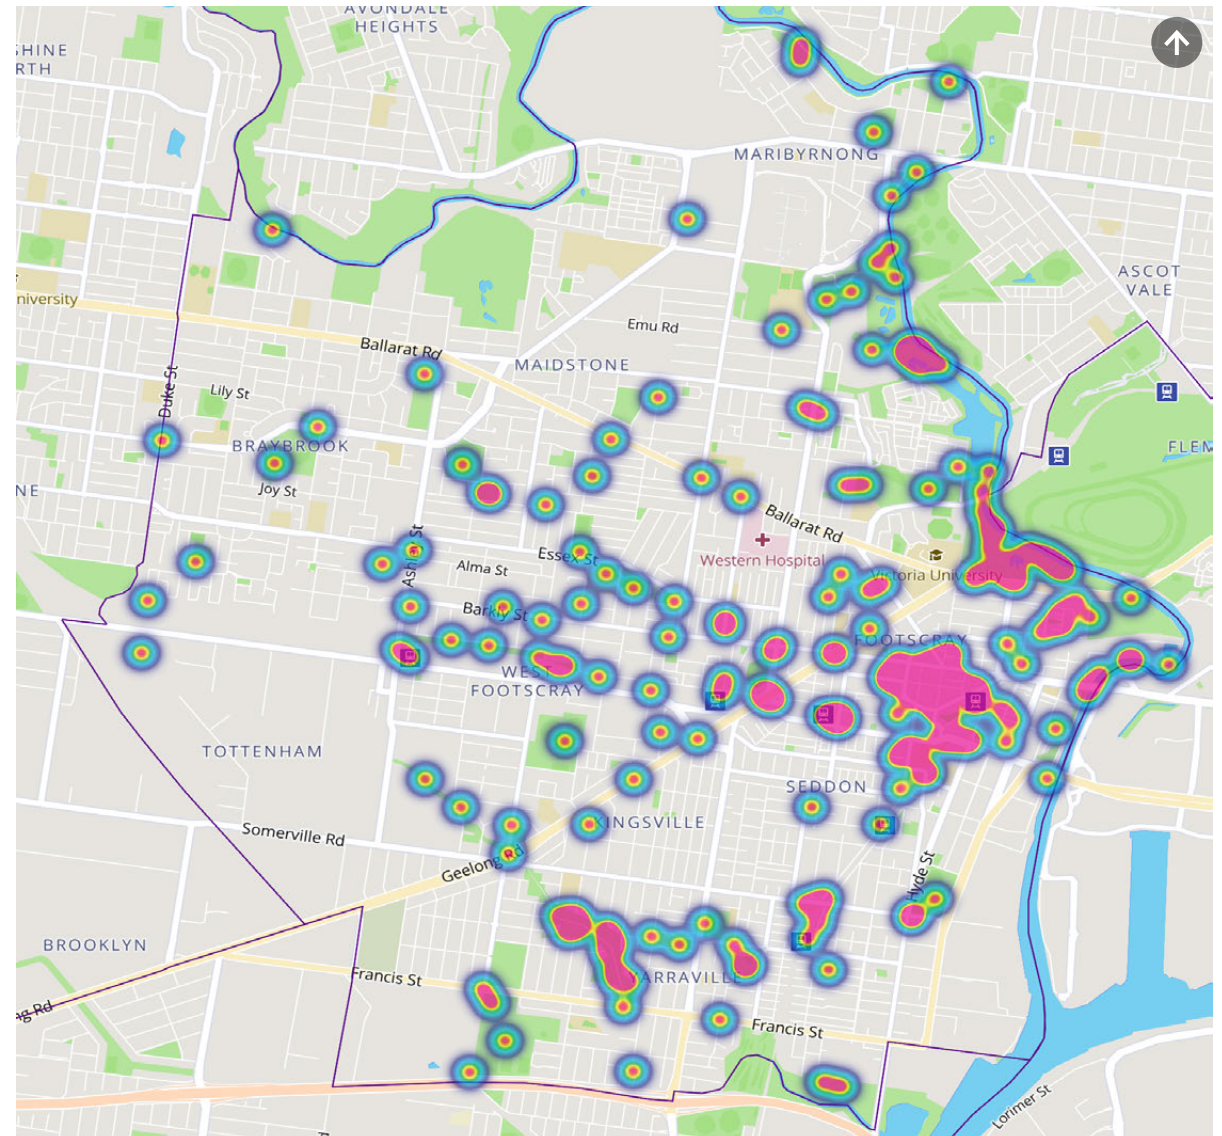 AVONDALE
HEIGHTS
SHINE
RTH
MARIBYRNONG
ASCOT
VALE
niversity
Emu Rd
Ballarat Rd
MAIDSTONE
Duke St
Lily St
BRAYBROOK
FLEM
Joy St
NE
Ballarat Rd
Western Hospital
Essex St
Ashley St
Alma St
Victoria University
Barkly St
FOOTSCRAY
WEST
FOOTSCRAY
TOTTENHAM
SEDDON
KINGSVILLE
Somerville Rd
Geelong Rd
Hyde St
BROOKLYN
Francis St
YARRAVILLE
ng Rd
Francis St
Lorimer St